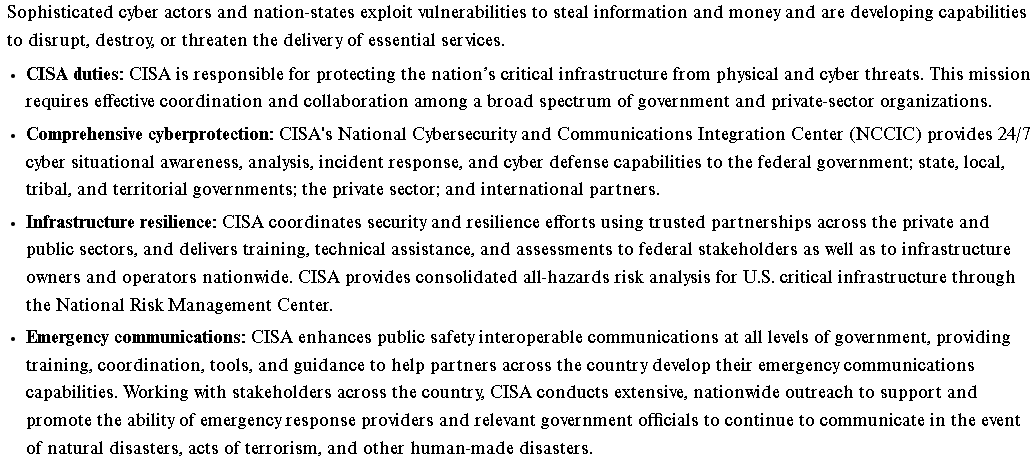 Sophisticated cyber actors and nation-states exploit vulnerabilities to steal information and money and are developing capabilities
to disrupt, destroy, or threaten the delivery of essential services.
• CISA duties: CISA is responsible for protecting the nation's critical infrastructure from physical and cyber threats. This mission
requires effective coordination and collaboration among a broad spectrum of government and private-sector organizations.
• Comprehensive cyberprotection: CISA's National Cybersecurity and Communications Integration Center (NCCIC) provides 24/7
cyber situational awareness, analysis, incident response, and cyber defense capabilities to the federal government; state, local,
tribal, and territorial governments; the private sector; and international partners.
• Infrastructure resilience: CISA coordinates security and resilience efforts using trusted partnerships across the private and
public sectors, and delivers training, technical assistance, and assessments to federal stakeholders as well as to infrastructure
owners and operators nationwide. CISA provides consolidated all-hazards risk analysis for U.S. critical infrastructure through
the National Risk Management Center.
• Emergency communications: CISA enhances public safety interoperable communications at all levels of government, providing
training, coordination, tools, and guidance to help partners across the country develop their emergency communications
capabilities. Working with stakeholders across the country, CISA conducts extensive, nationwide outreach to support and
promote the ability of emergency response providers and relevant government officials to continue to communicate in the event
of natural disasters, acts of terrorism, and other human-made disasters.